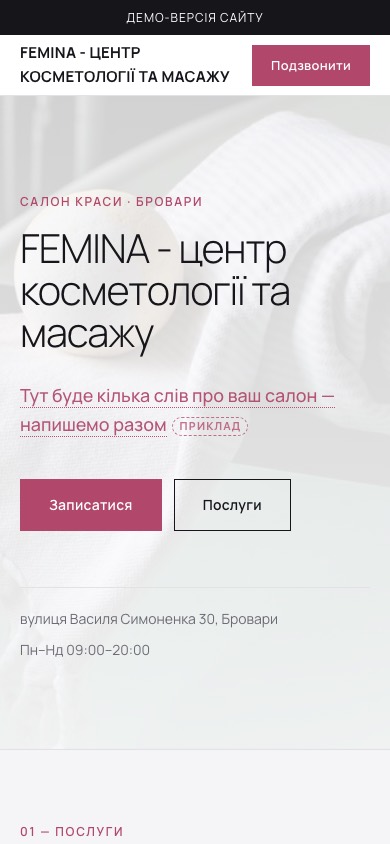 ДЕМО-ВЕРСІЯ САЙТУ
FEMINA - ЦЕНТР
КОСМЕТОЛОГІЇ ТА МАСАЖУ
Подзвонити
САЛОН КРАСИ · БРОВАРИ
FEMINA - центр
косметології та
масажу
Тут буде кілька слів про ваш салон —
напишемо разом ПРИКЛАД
Записатися
Послуги
вулиця Василя Симоненка 30, Бровари
Пн–Нд 09:00–20:00
01 — ПОСЛУГИ